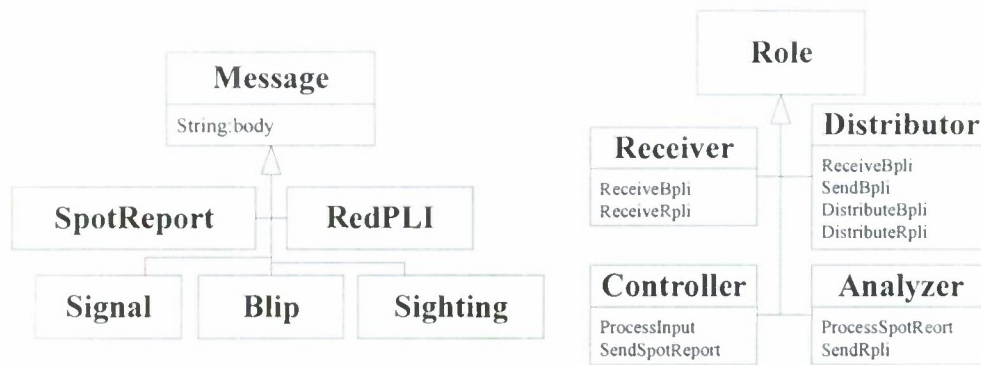 Message
String:body
SpotReport
RedPLI
Signal
Blip
Sighting
Role
Receiver
ReceiveBpli
ReceiveRpli
Distributor
ReceiveBpli
SendBpli
DistributeBpli
DistributeRpli
Controller
ProcessInput
SendSpotReport
Analyzer
ProcessSpotReort
SendRpli